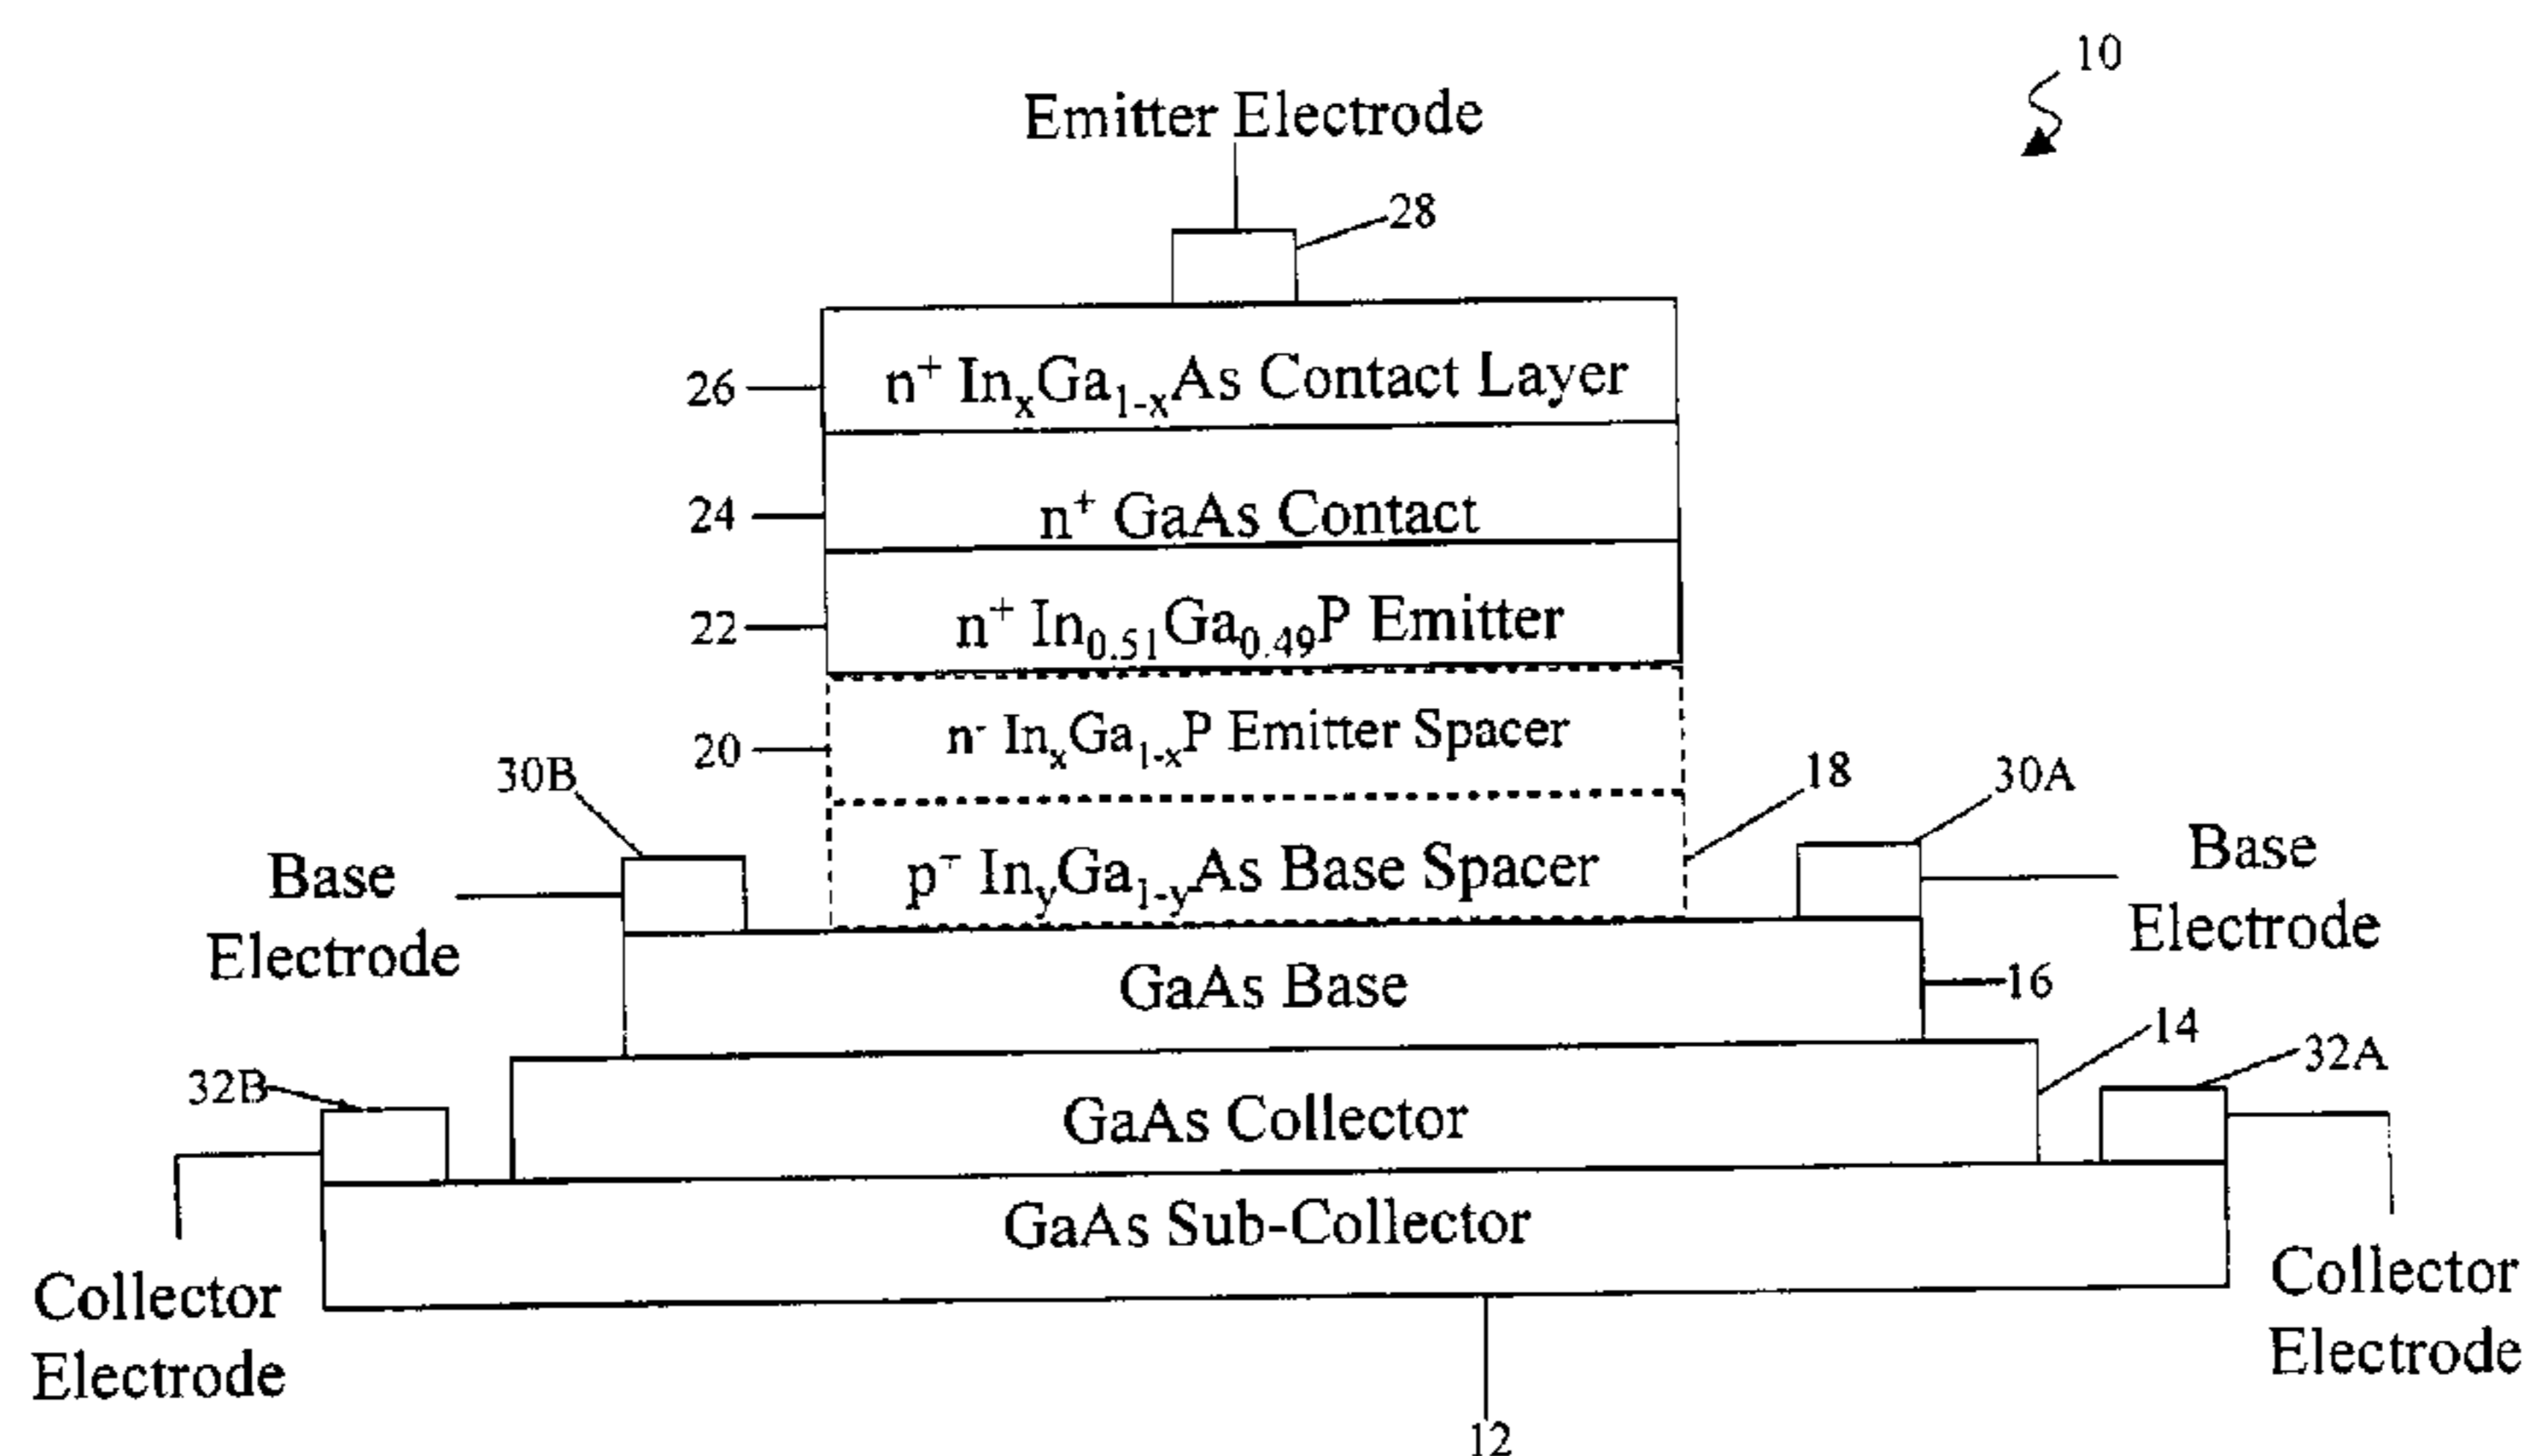 10
Emitter Electrode
28
26
n⁺ InₓGa₁₋ₓAs Contact Layer
24
n⁺ GaAs Contact
22
n⁺ In₀.₅₁Ga₀.₄₉P Emitter
20
n⁻ InₓGa₁₋ₓP Emitter Spacer
30B
18
30A
p⁺ InyGa1-yAs Base Spacer
Base
Electrode
Base
Electrode
GaAs Base
16
14
32B
32A
GaAs Collector
GaAs Sub-Collector
Collector
Electrode
Collector
Electrode
12